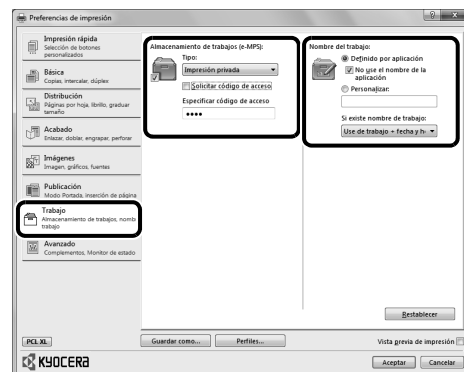 Preferencias de impresión
Impresión rápida
Selección de botones
personalizados
Básica
Copias, intercalar, dúplex
Distribución
Páginas por hoja, librillo, graduar
tamaño
Acabado
Enlazar, doblar, engrapar, perforar
Imágenes
Imagen, gráficos, fuentes
Publicación
Modo Portada, inserción de página
Trabajo
Almacenamiento de trabajos, nomb
trabajo
Avanzado
Complementos, Monitor de estado
Almacenamiento de trabajos (e-MPS):
Tipo:
Impresión privada
Solicitar código de acceso
Especificar código de acceso
••••
Nombre del trabajo:
Definido por aplicación
No use el nombre de la
aplicación
Personalizar:
Si existe nombre de trabajo:
Use de trabajo + fecha y h
Restablecer
PCL XL
Guardar como...
Perfiles...
Vista previa de impresión
KYOCERA
Aceptar
Cancelar